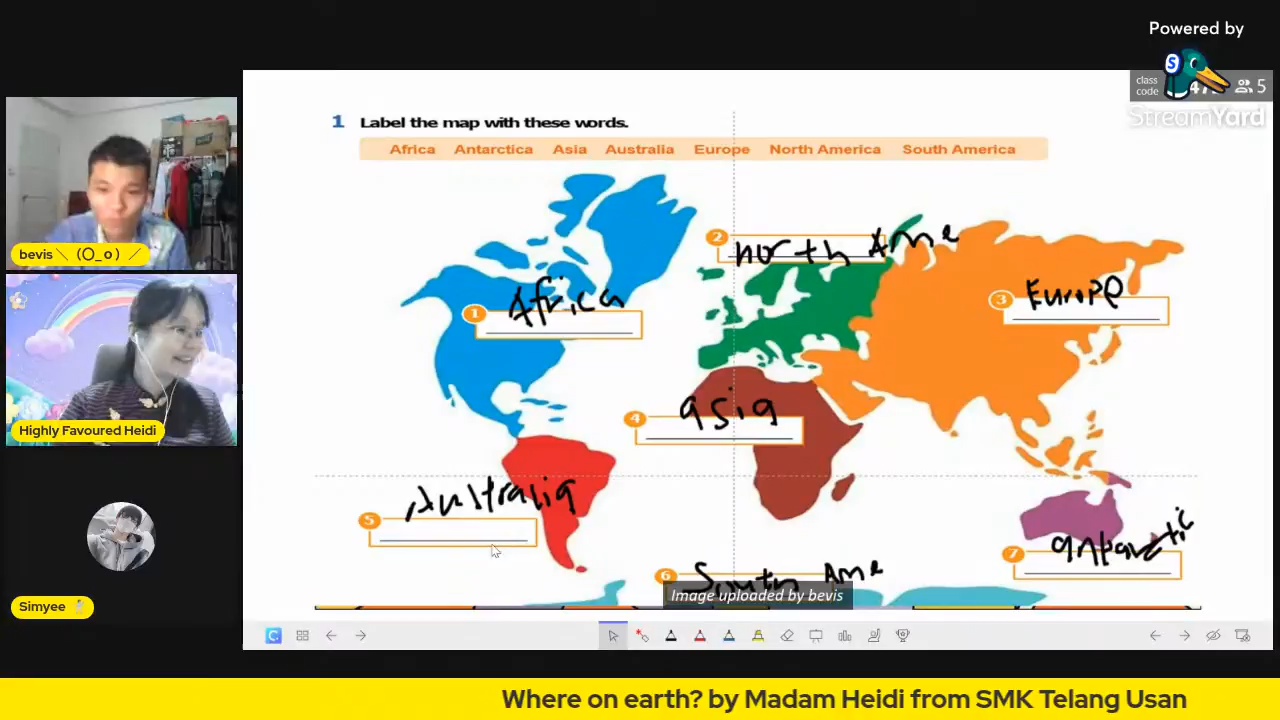 Powered by
class code
5
StreamYard
1 Label the map with these words.
Africa Antarctica Asia Australia Europe North America South America
2 north Ame
1 Africa
3 Europe
4 asia
5 Australia
6 South Ame
7 antarctic
Image uploaded by bevis
bevis＼（〇_ｏ）／
Highly Favoured Heidi
Simyee
Where on earth? by Madam Heidi from SMK Telang Usan